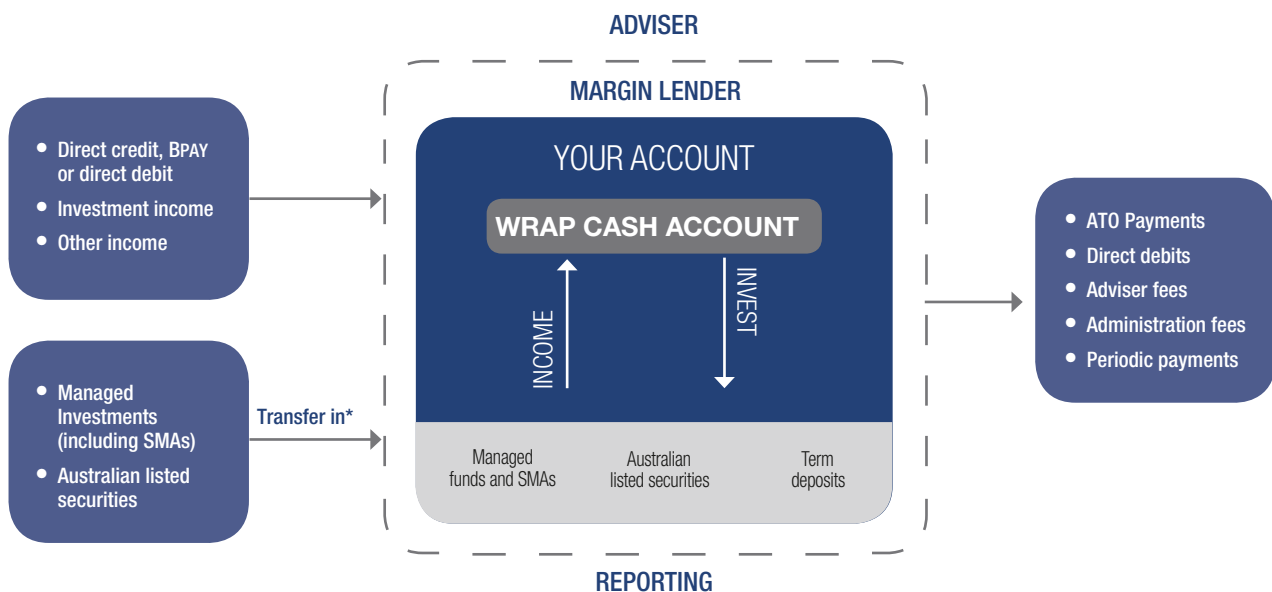 ADVISER
MARGIN LENDER
• Direct credit, BPAY
or direct debit
• Investment income
• Other income
• Managed
Investments
(including SMAs)
• Australian listed
securities
Transfer in*
YOUR ACCOUNT
WRAP CASH ACCOUNT
INCOME
INVEST
Managed
funds and SMAs
Australian
listed securities
Term
deposits
• ATO Payments
• Direct debits
• Adviser fees
• Administration fees
• Periodic payments
REPORTING